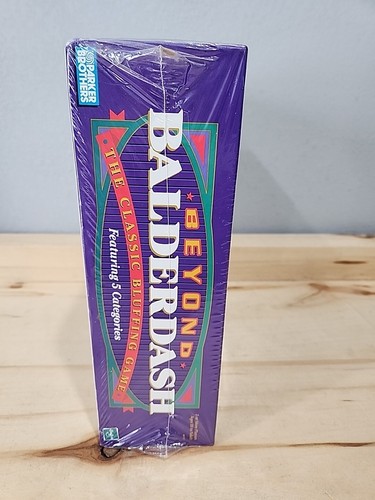 PARKER
BROTHERS
BEYOND
BALDERDASH
THE CLASSIC BLUFFING GAME
Featuring 5 Categories